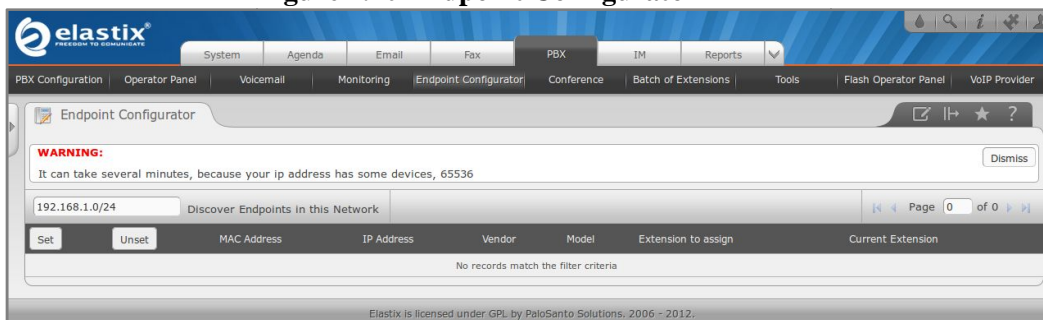 elastix®
FREEDOM TO COMMUNICATE
System Agenda Email Fax PBX IM Reports
PBX Configuration Operator Panel Voicemail Monitoring Endpoint Configurator Conference Batch of Extensions Tools Flash Operator Panel VoIP Provider
Endpoint Configurator
WARNING:
Dismiss
It can take several minutes, because your ip address has some devices, 65536
192.168.1.0/24 Discover Endpoints in this Network Page 0 of 0
Set Unset MAC Address IP Address Vendor Model Extension to assign Current Extension
No records match the filter criteria
Elastix is licensed under GPL by PaloSanto Solutions. 2006 - 2012.